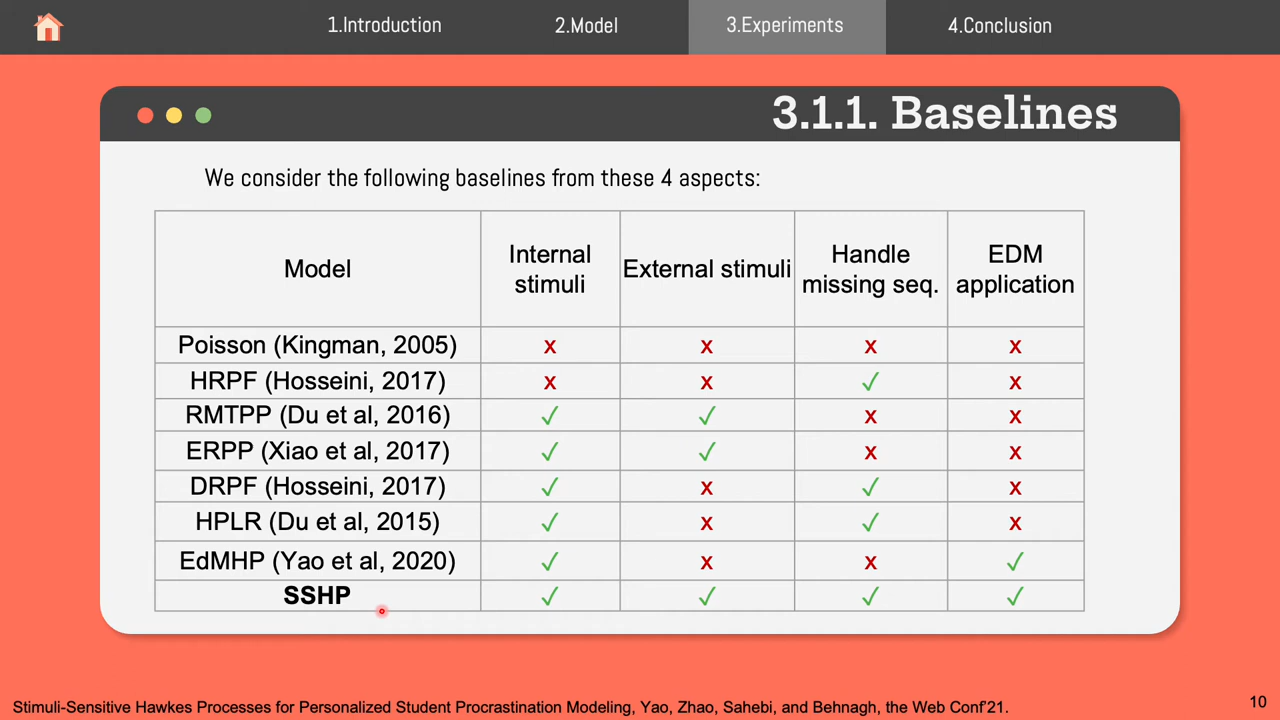 1.Introduction 2.Model 3.Experiments 4.Conclusion
3.1.1. Baselines
We consider the following baselines from these 4 aspects:
Model Internal stimuli External stimuli Handle missing seq. EDM application
Poisson (Kingman, 2005) x x x x
HRPF (Hosseini, 2017) x x ✓ x
RMTPP (Du et al, 2016) ✓ ✓ x x
ERPP (Xiao et al, 2017) ✓ ✓ x x
DRPF (Hosseini, 2017) ✓ x ✓ x
HPLR (Du et al, 2015) ✓ x ✓ x
EdMHP (Yao et al, 2020) ✓ x x ✓
SSHP ✓ ✓ ✓ ✓
Stimuli-Sensitive Hawkes Processes for Personalized Student Procrastination Modeling, Yao, Zhao, Sahebi, and Behnagh, the Web Conf'21.
10